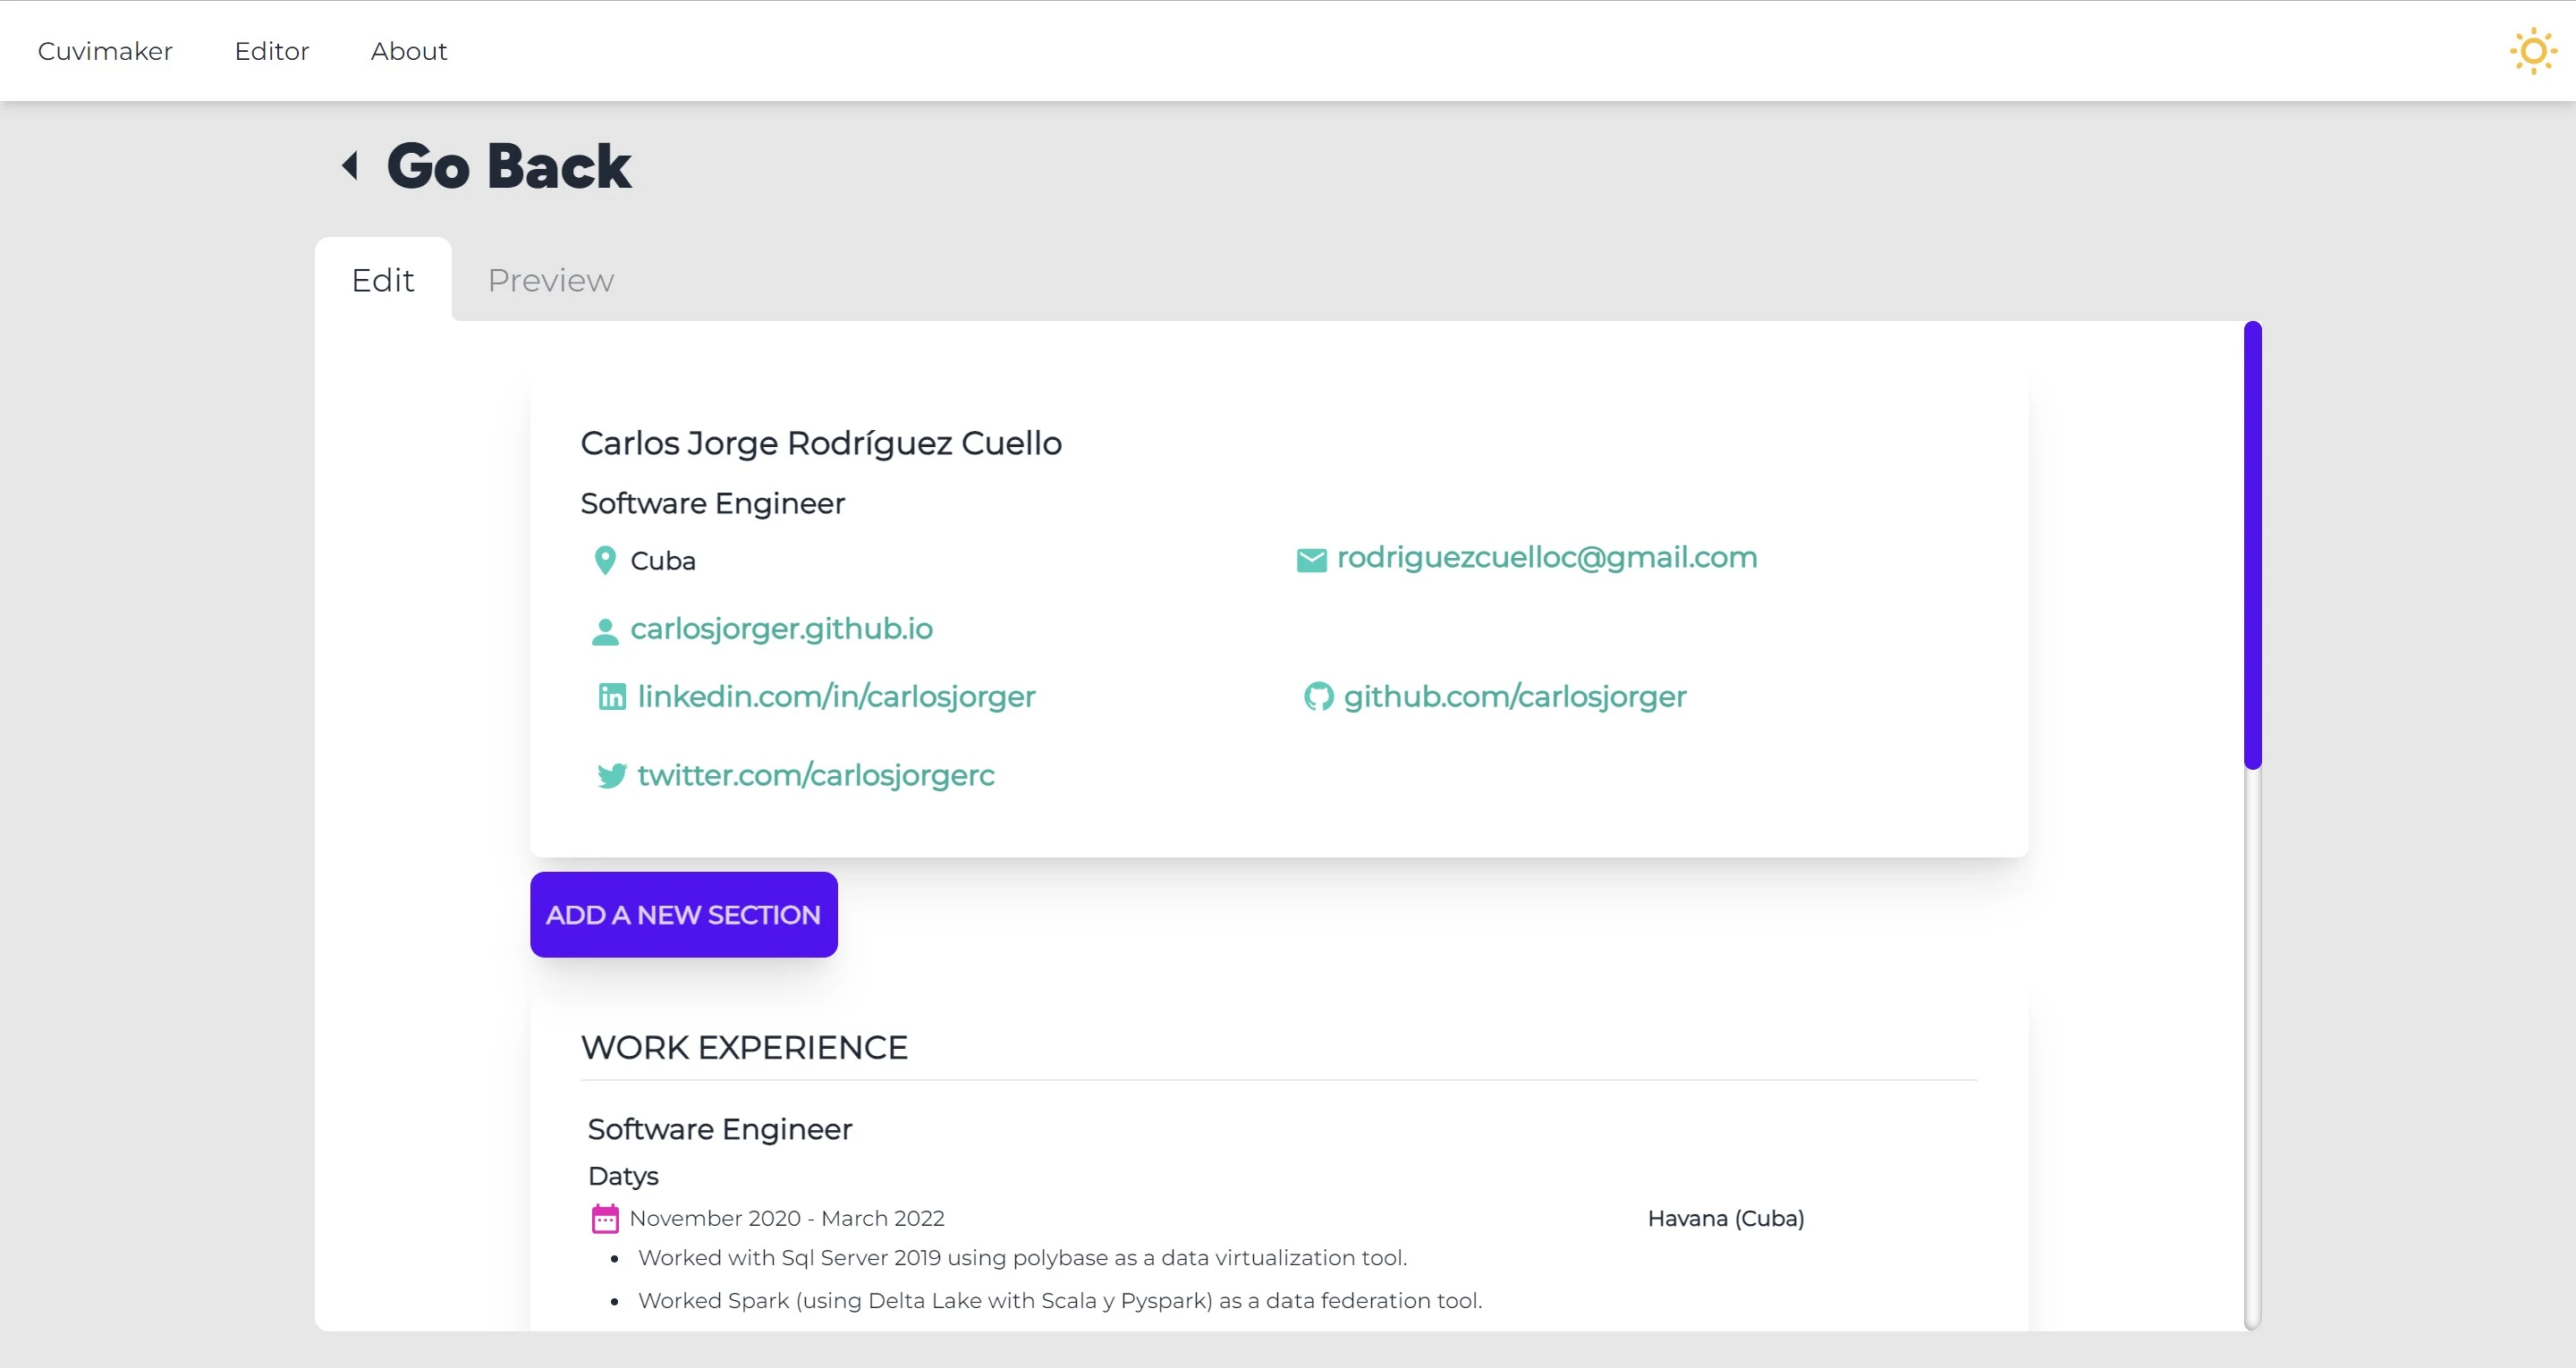 Cuvimaker Editor About
Go Back
Edit Preview
Carlos Jorge Rodríguez Cuello
Software Engineer
Cuba rodriguezcuelloc@gmail.com
carlosjorger.github.io
linkedin.com/in/carlosjorger github.com/carlosjorger
twitter.com/carlosjorgerc
ADD A NEW SECTION
WORK EXPERIENCE
Software Engineer
Datys
November 2020 - March 2022 Havana (Cuba)
• Worked with Sql Server 2019 using polybase as a data virtualization tool.
• Worked Spark (using Delta Lake with Scala y Pyspark) as a data federation tool.